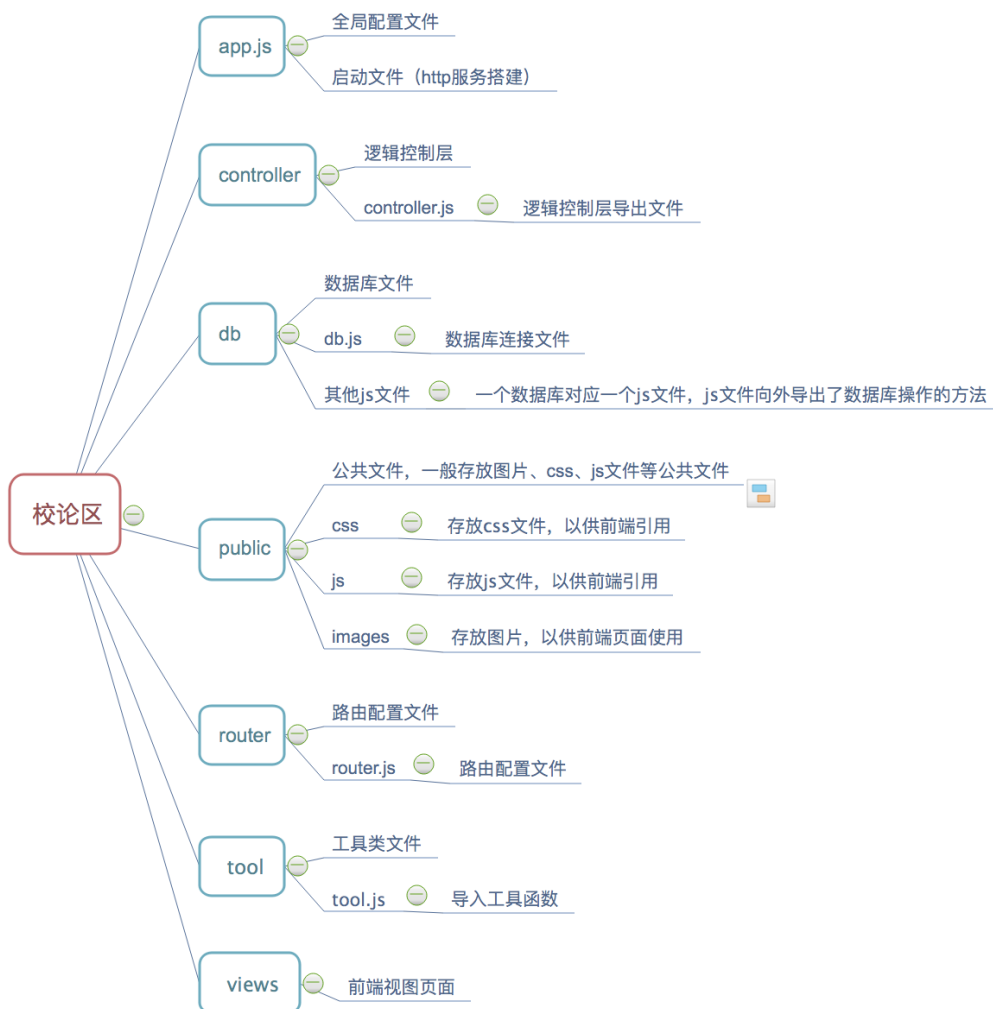 校论区
app.js
全局配置文件
启动文件（http服务搭建）
controller
逻辑控制层
controller.js
逻辑控制层导出文件
db
数据库文件
db.js
数据库连接文件
其他js文件
一个数据库对应一个js文件，js文件向外导出了数据库操作的方法
public
公共文件，一般存放图片、css、js文件等公共文件
css
存放css文件，以供前端引用
js
存放js文件，以供前端引用
images
存放图片，以供前端页面使用
router
路由配置文件
router.js
路由配置文件
tool
工具类文件
tool.js
导入工具函数
views
前端视图页面